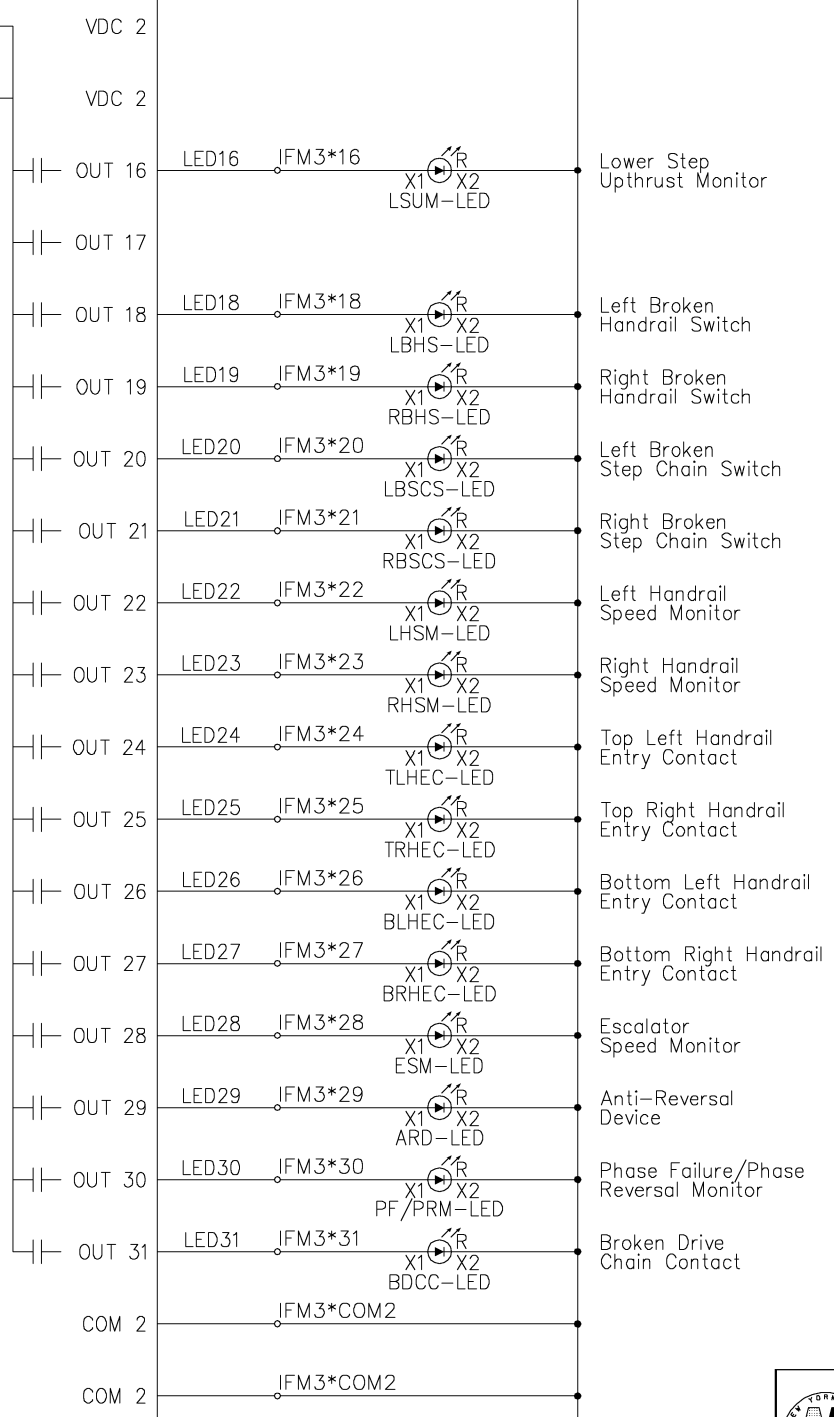 VDC 2
VDC 2
OUT 16 LED16 IFM3*16 R X1 X2 LSUM-LED
Lower Step
Upthrust Monitor
OUT 17
OUT 18 LED18 IFM3*18 R X1 X2 LBHS-LED
Left Broken
Handrail Switch
OUT 19 LED19 IFM3*19 R X1 X2 RBHS-LED
Right Broken
Handrail Switch
OUT 20 LED20 IFM3*20 R X1 X2 LBSCS-LED
Left Broken
Step Chain Switch
OUT 21 LED21 IFM3*21 R X1 X2 RBSCS-LED
Right Broken
Step Chain Switch
OUT 22 LED22 IFM3*22 R X1 X2 LHSM-LED
Left Handrail
Speed Monitor
OUT 23 LED23 IFM3*23 R X1 X2 RHSM-LED
Right Handrail
Speed Monitor
OUT 24 LED24 IFM3*24 R X1 X2 TLHEC-LED
Top Left Handrail
Entry Contact
OUT 25 LED25 IFM3*25 R X1 X2 TRHEC-LED
Top Right Handrail
Entry Contact
OUT 26 LED26 IFM3*26 R X1 X2 BLHEC-LED
Bottom Left Handrail
Entry Contact
OUT 27 LED27 IFM3*27 R X1 X2 BRHEC-LED
Bottom Right Handrail
Entry Contact
OUT 28 LED28 IFM3*28 R X1 X2 ESM-LED
Escalator
Speed Monitor
OUT 29 LED29 IFM3*29 R X1 X2 ARD-LED
Anti-Reversal
Device
OUT 30 LED30 IFM3*30 R X1 X2 PF/PRM-LED
Phase Failure/Phase
Reversal Monitor
OUT 31 LED31 IFM3*31 R X1 X2 BDCC-LED
Broken Drive
Chain Contact
COM 2 IFM3*COM2
COM 2 IFM3*COM2